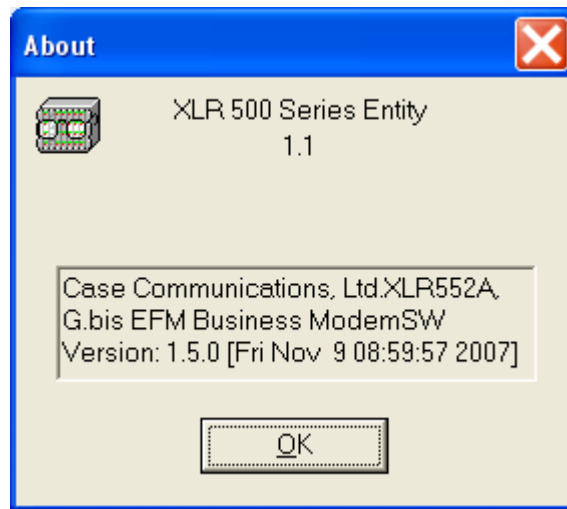 About
XLR 500 Series Entity
1.1
Case Communications, Ltd.XLR552A,
G.bis EFM Business ModemSW
Version: 1.5.0 [Fri Nov  9 08:59:57 2007]
OK